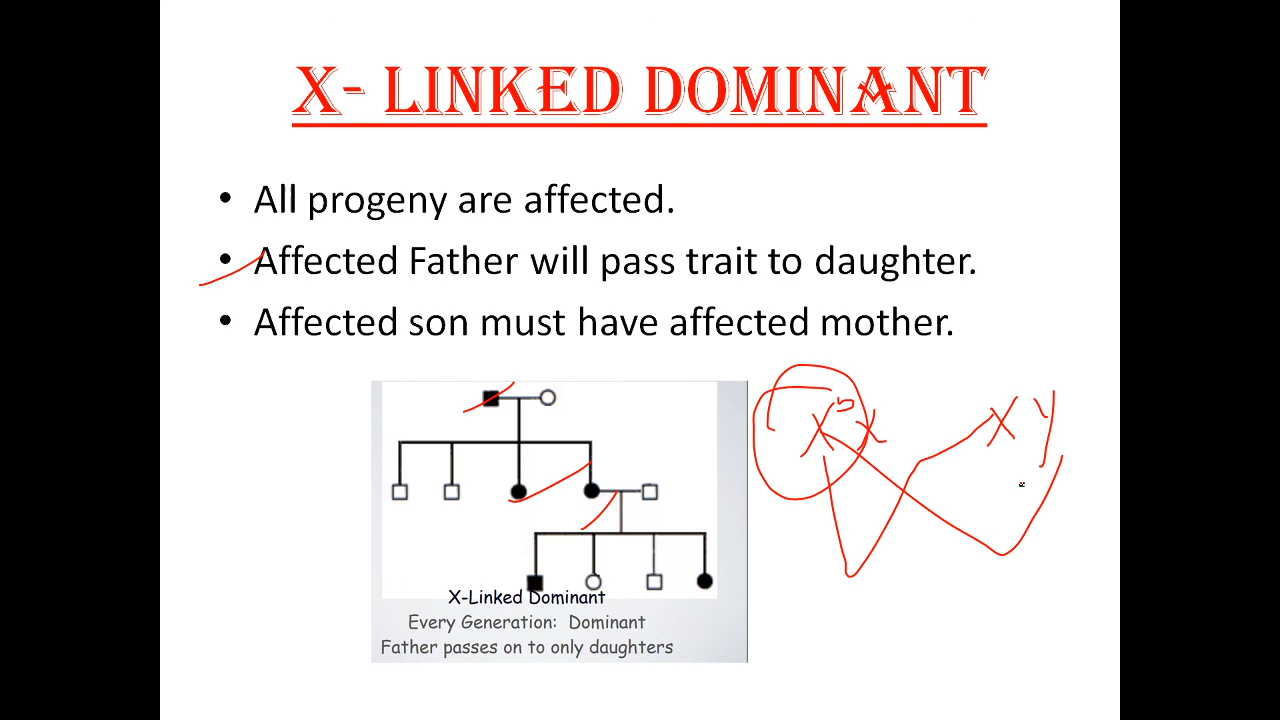 X- LINKED DOMINANT
• All progeny are affected.
• Affected Father will pass trait to daughter.
• Affected son must have affected mother.
X X X y
X-Linked Dominant
Every Generation: Dominant
Father passes on to only daughters